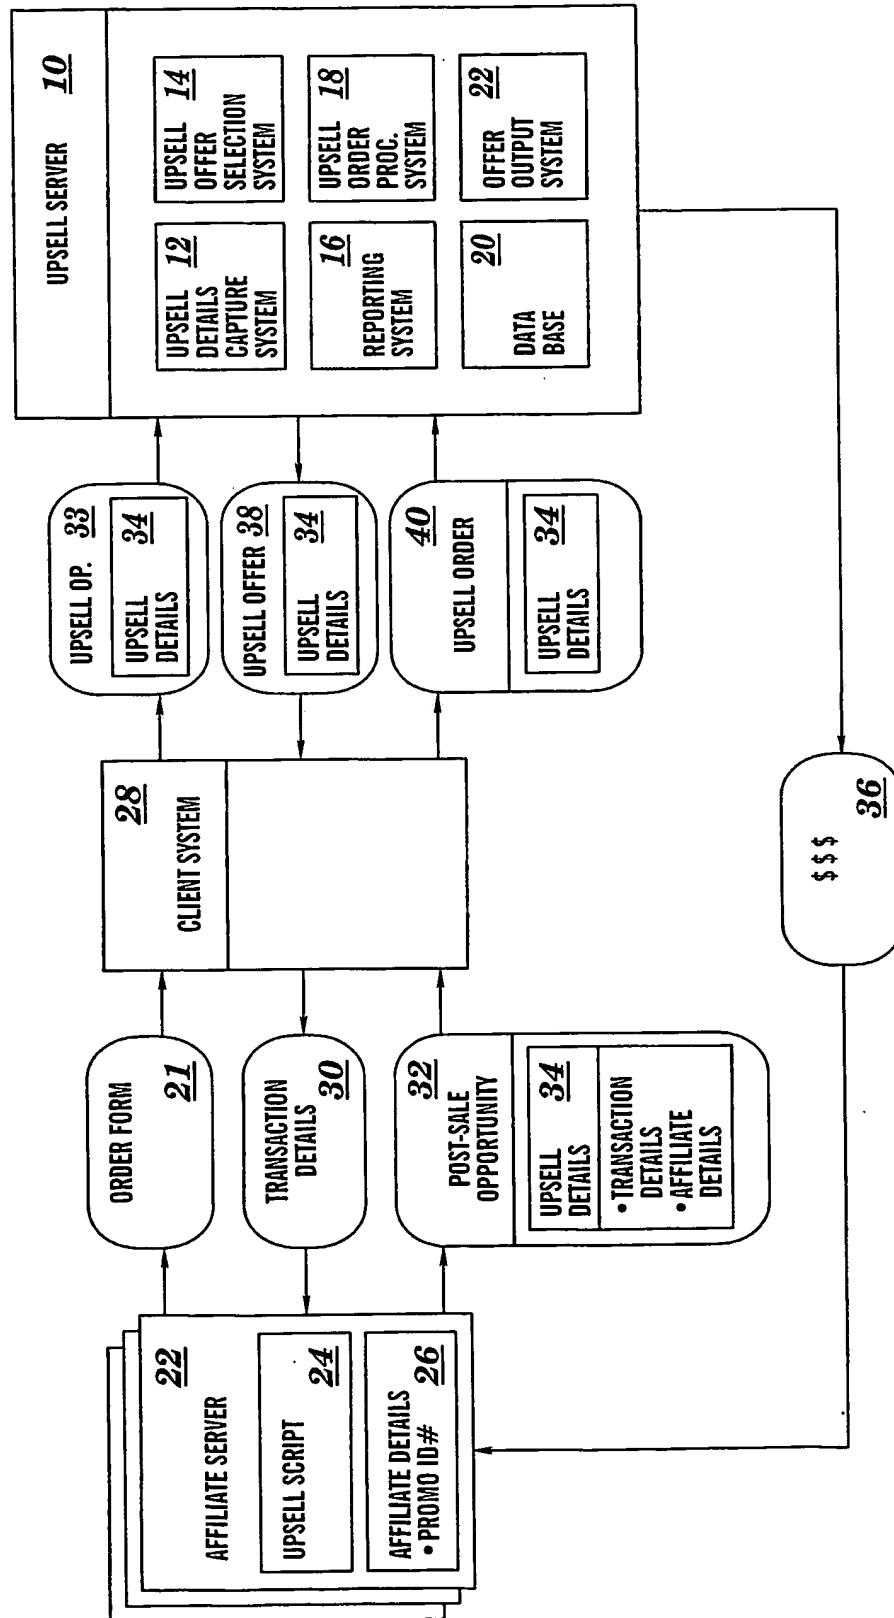 AFFILIATE SERVER
22
UPSELL SCRIPT
24
AFFILIATE DETAILS
• PROMO ID#
26
ORDER FORM
21
TRANSACTION
DETAILS
30
POST-SALE
OPPORTUNITY
32
UPSELL
DETAILS
34
• TRANSACTION
DETAILS
• AFFILIATE
DETAILS
CLIENT SYSTEM
28
UPSELL OP.
33
UPSELL
DETAILS
34
UPSELL OFFER
38
UPSELL
DETAILS
34
UPSELL ORDER
40
UPSELL
DETAILS
34
UPSELL SERVER
10
UPSELL
DETAILS
CAPTURE
SYSTEM
12
UPSELL
OFFER
SELECTION
SYSTEM
14
REPORTING
SYSTEM
16
UPSELL
ORDER
PROC.
SYSTEM
18
DATA
BASE
20
OFFER
OUTPUT
SYSTEM
22
$$$
36